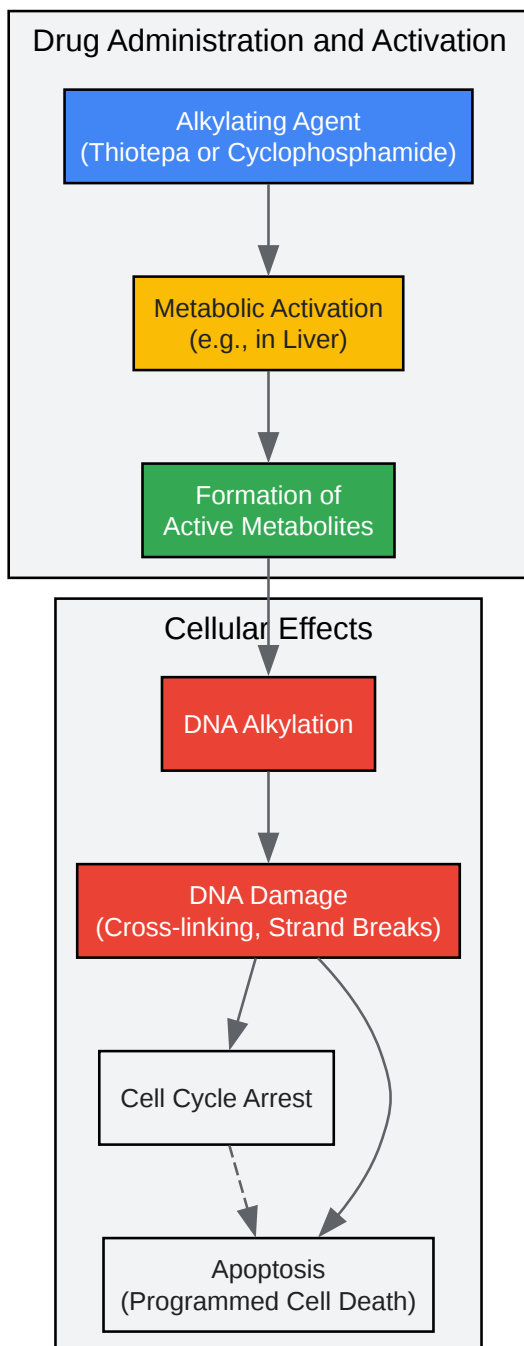 Drug Administration and Activation
Alkylating Agent
(Thiotepa or Cyclophosphamide)
Metabolic Activation
(e.g., in Liver)
Formation of
Active Metabolites
Cellular Effects
DNA Alkylation
DNA Damage
(Cross-linking, Strand Breaks)
Cell Cycle Arrest
Apoptosis
(Programmed Cell Death)